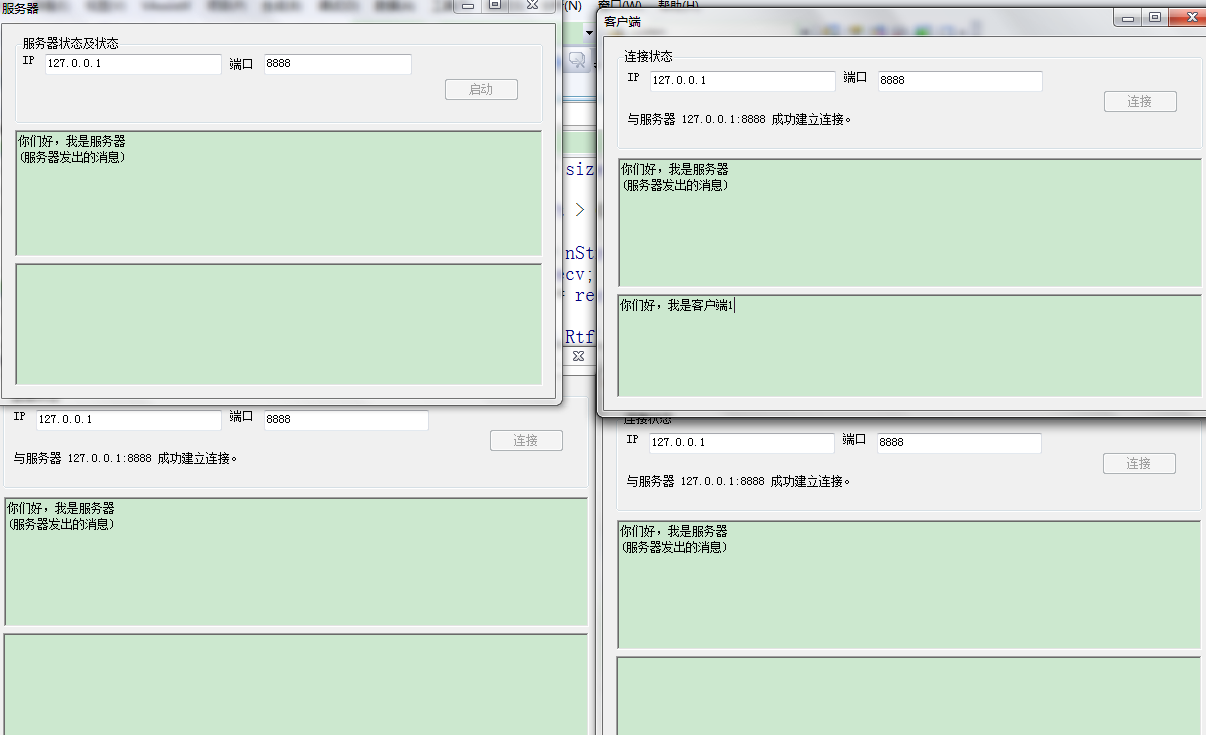 服务器
服务器状态及状态
IP 127.0.0.1 端口 8888
启动
你们好，我是服务器
(服务器发出的消息)
(N) 窗口(W) 帮助(H)
客户端
连接状态
IP 127.0.0.1 端口 8888
连接
与服务器 127.0.0.1:8888 成功建立连接。
你们好，我是服务器
(服务器发出的消息)
你们好，我是客户端1
siz
>
nSt
ecv;
re
Rtf
IP 127.0.0.1 端口 8888
连接
与服务器 127.0.0.1:8888 成功建立连接。
你们好，我是服务器
(服务器发出的消息)
连接状态
IP 127.0.0.1 端口 8888
连接
与服务器 127.0.0.1:8888 成功建立连接。
你们好，我是服务器
(服务器发出的消息)